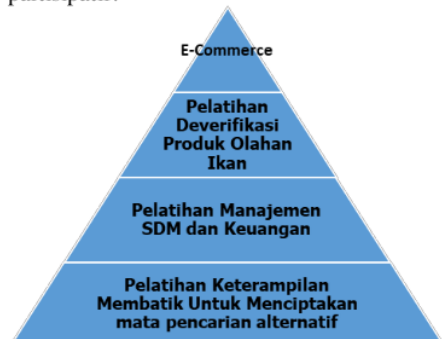 E-Commerce
Pelatihan
Deverifikasi
Produk Olahan
Ikan
Pelatihan Manajemen
SDM dan Keuangan
Pelatihan Keterampilan
Membatik Untuk Menciptakan
mata pencarian alternatif